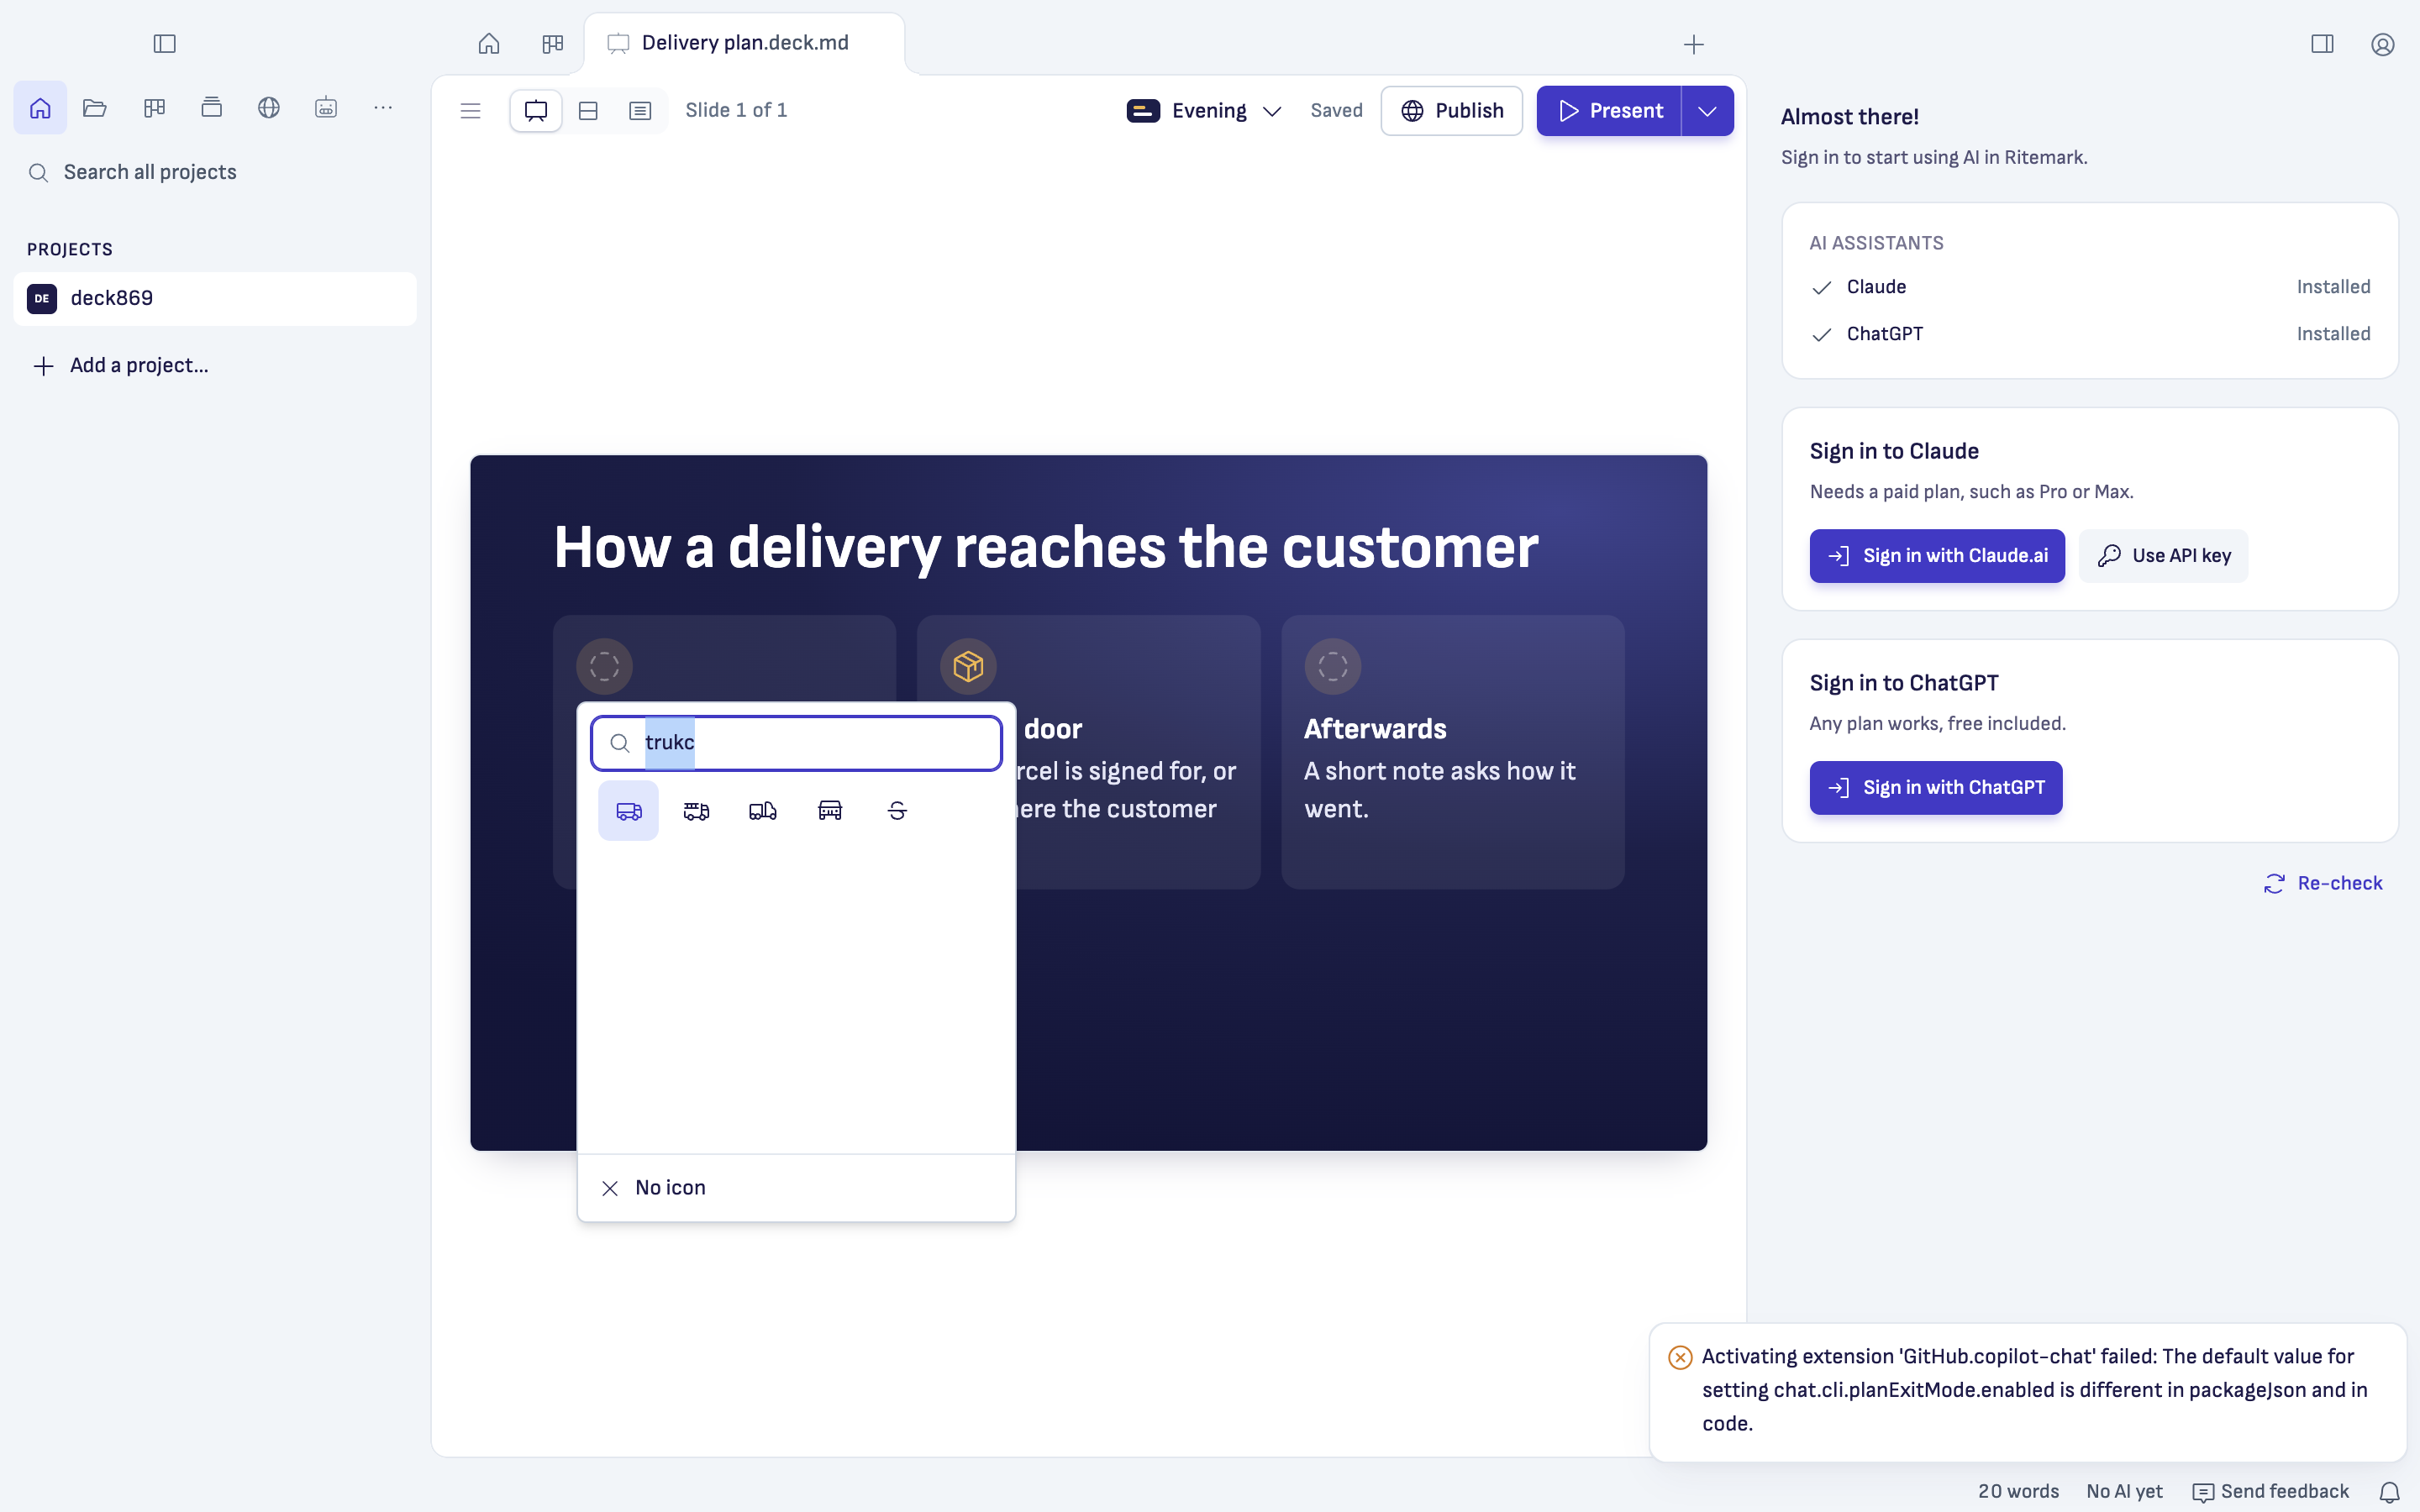 Delivery plan.deck.md
Slide 1 of 1
Evening
Saved
Publish
Present
Search all projects
PROJECTS
DE
deck869
Add a project...
How a delivery reaches the customer
door
rcel is signed for, or
ere the customer
Afterwards
A short note asks how it
went.
trukc
No icon
Almost there!
Sign in to start using AI in Ritemark.
AI ASSISTANTS
Claude
Installed
ChatGPT
Installed
Sign in to Claude
Needs a paid plan, such as Pro or Max.
Sign in with Claude.ai
Use API key
Sign in to ChatGPT
Any plan works, free included.
Sign in with ChatGPT
Re-check
Activating extension 'GitHub.copilot-chat' failed: The default value for
setting chat.cli.planExitMode.enabled is different in packageJson and in
code.
20 words
No AI yet
Send feedback